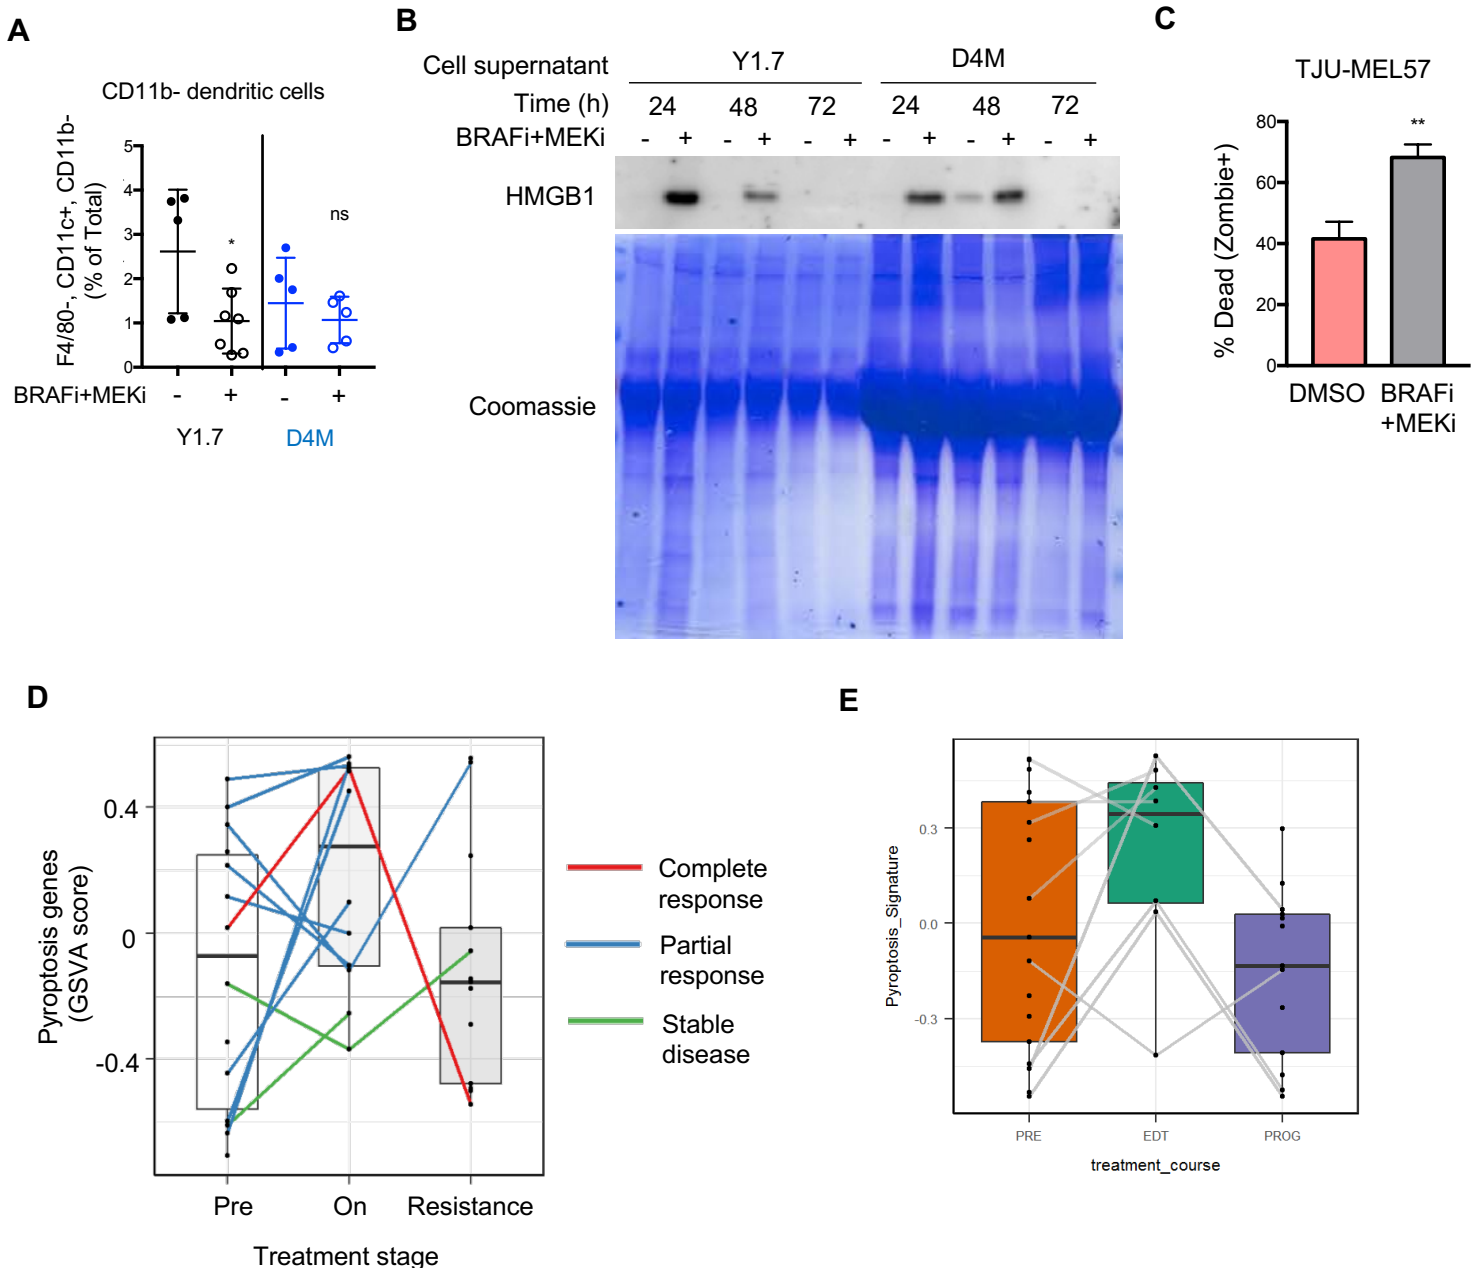 A
CD11b- dendritic cells
F4/80-, CD11c+, CD11b-
(% of Total)
5
4
3
2
1
0
*
ns
BRAFi+MEKi - + - +
Y1.7 D4M
B
Cell supernatant Y1.7 D4M
Time (h) 24 48 72 24 48 72
BRAFi+MEKi - + - + - + - + - + - +
HMGB1
Coomassie
C
TJU-MEL57
% Dead (Zombie+)
80
60
40
20
0
**
DMSO BRAFi
+MEKi
D
Pyroptosis genes
(GSVA score)
0.4
0
-0.4
Pre On Resistance
Treatment stage
Complete
response
Partial
response
Stable
disease
E
Pyroptosis_Signature
0.3
0.0
-0.3
PRE EDT PROG
treatment_course